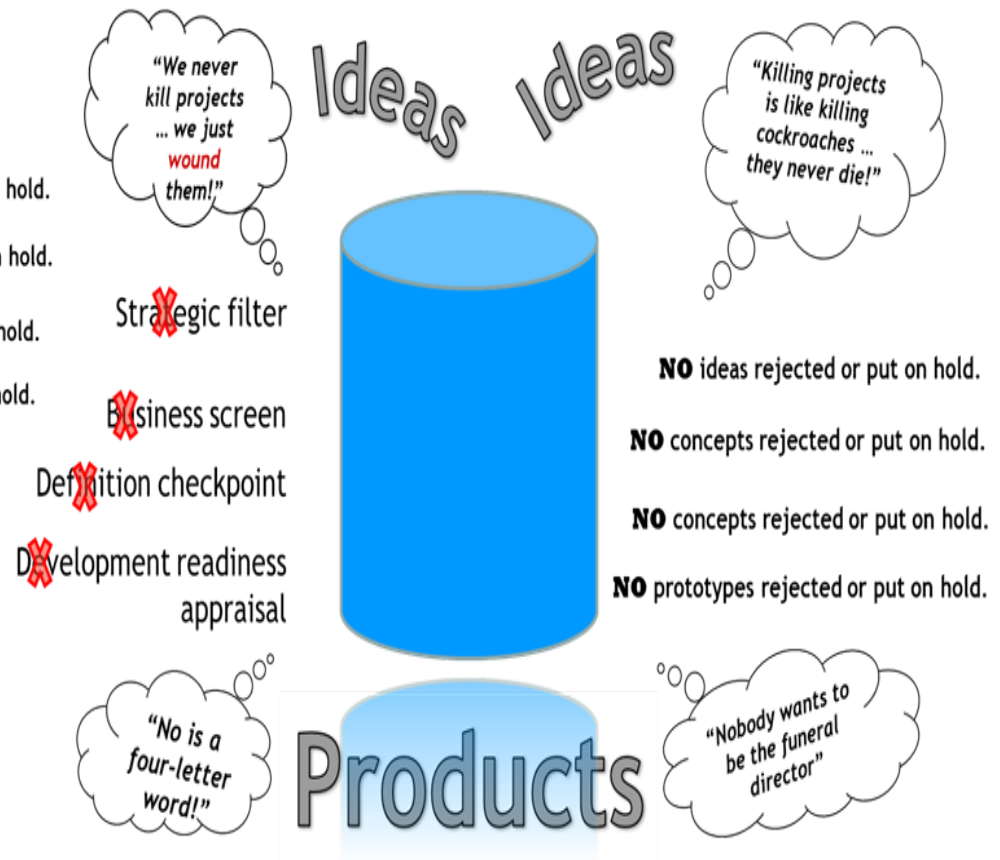 Ideas
Ideas
“We never
kill projects
... we just
wound
them!”
“Killing projects
is like killing
cockroaches ...
they never die!”
hold.
hold.
hold.
hold.
Strategic filter
Business screen
Definition checkpoint
Development readiness
appraisal
NO ideas rejected or put on hold.
NO concepts rejected or put on hold.
NO concepts rejected or put on hold.
NO prototypes rejected or put on hold.
“No is a
four-letter
word!”
“Nobody wants to
be the funeral
director”
Products